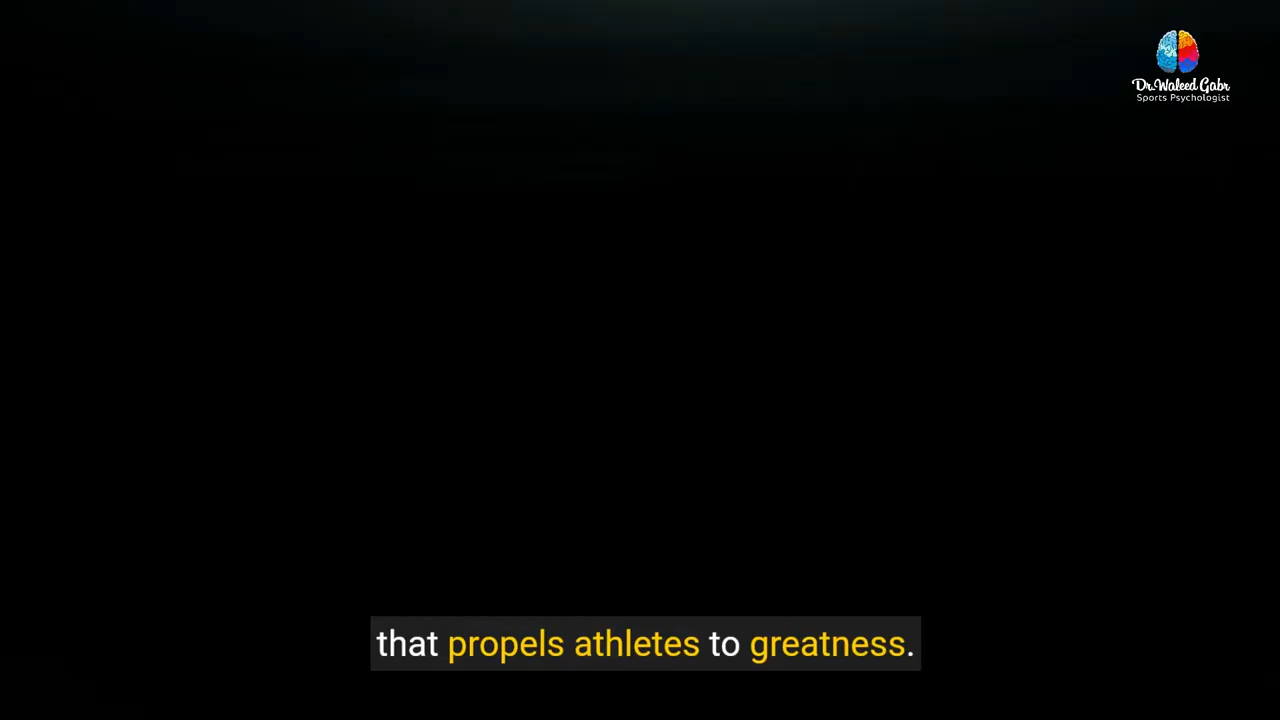 Dr.Waleed Gabr
Sports Psychologist
that propels athletes to greatness.